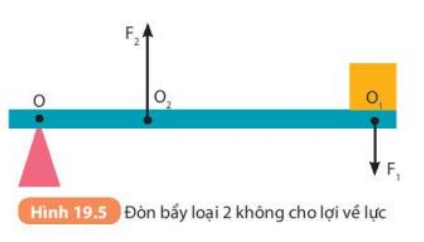 F₂
O
O₂
O₁
F₁
Hình 19.5 Đòn bẩy loại 2 không cho lợi về lực